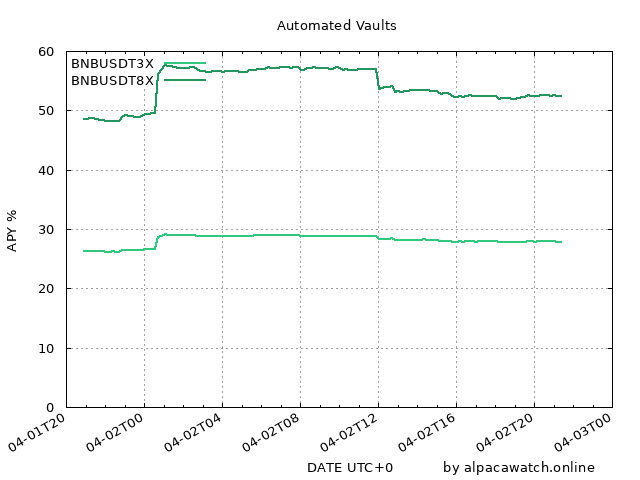 Automated Vaults
BNBUSDT3X
BNBUSDT8X
60
50
40
30
20
10
0
APY %
04-01T20
04-02T00
04-02T04
04-02T08
04-02T12
04-02T16
04-02T20
04-03T00
DATE UTC+0
by alpacawatch.online